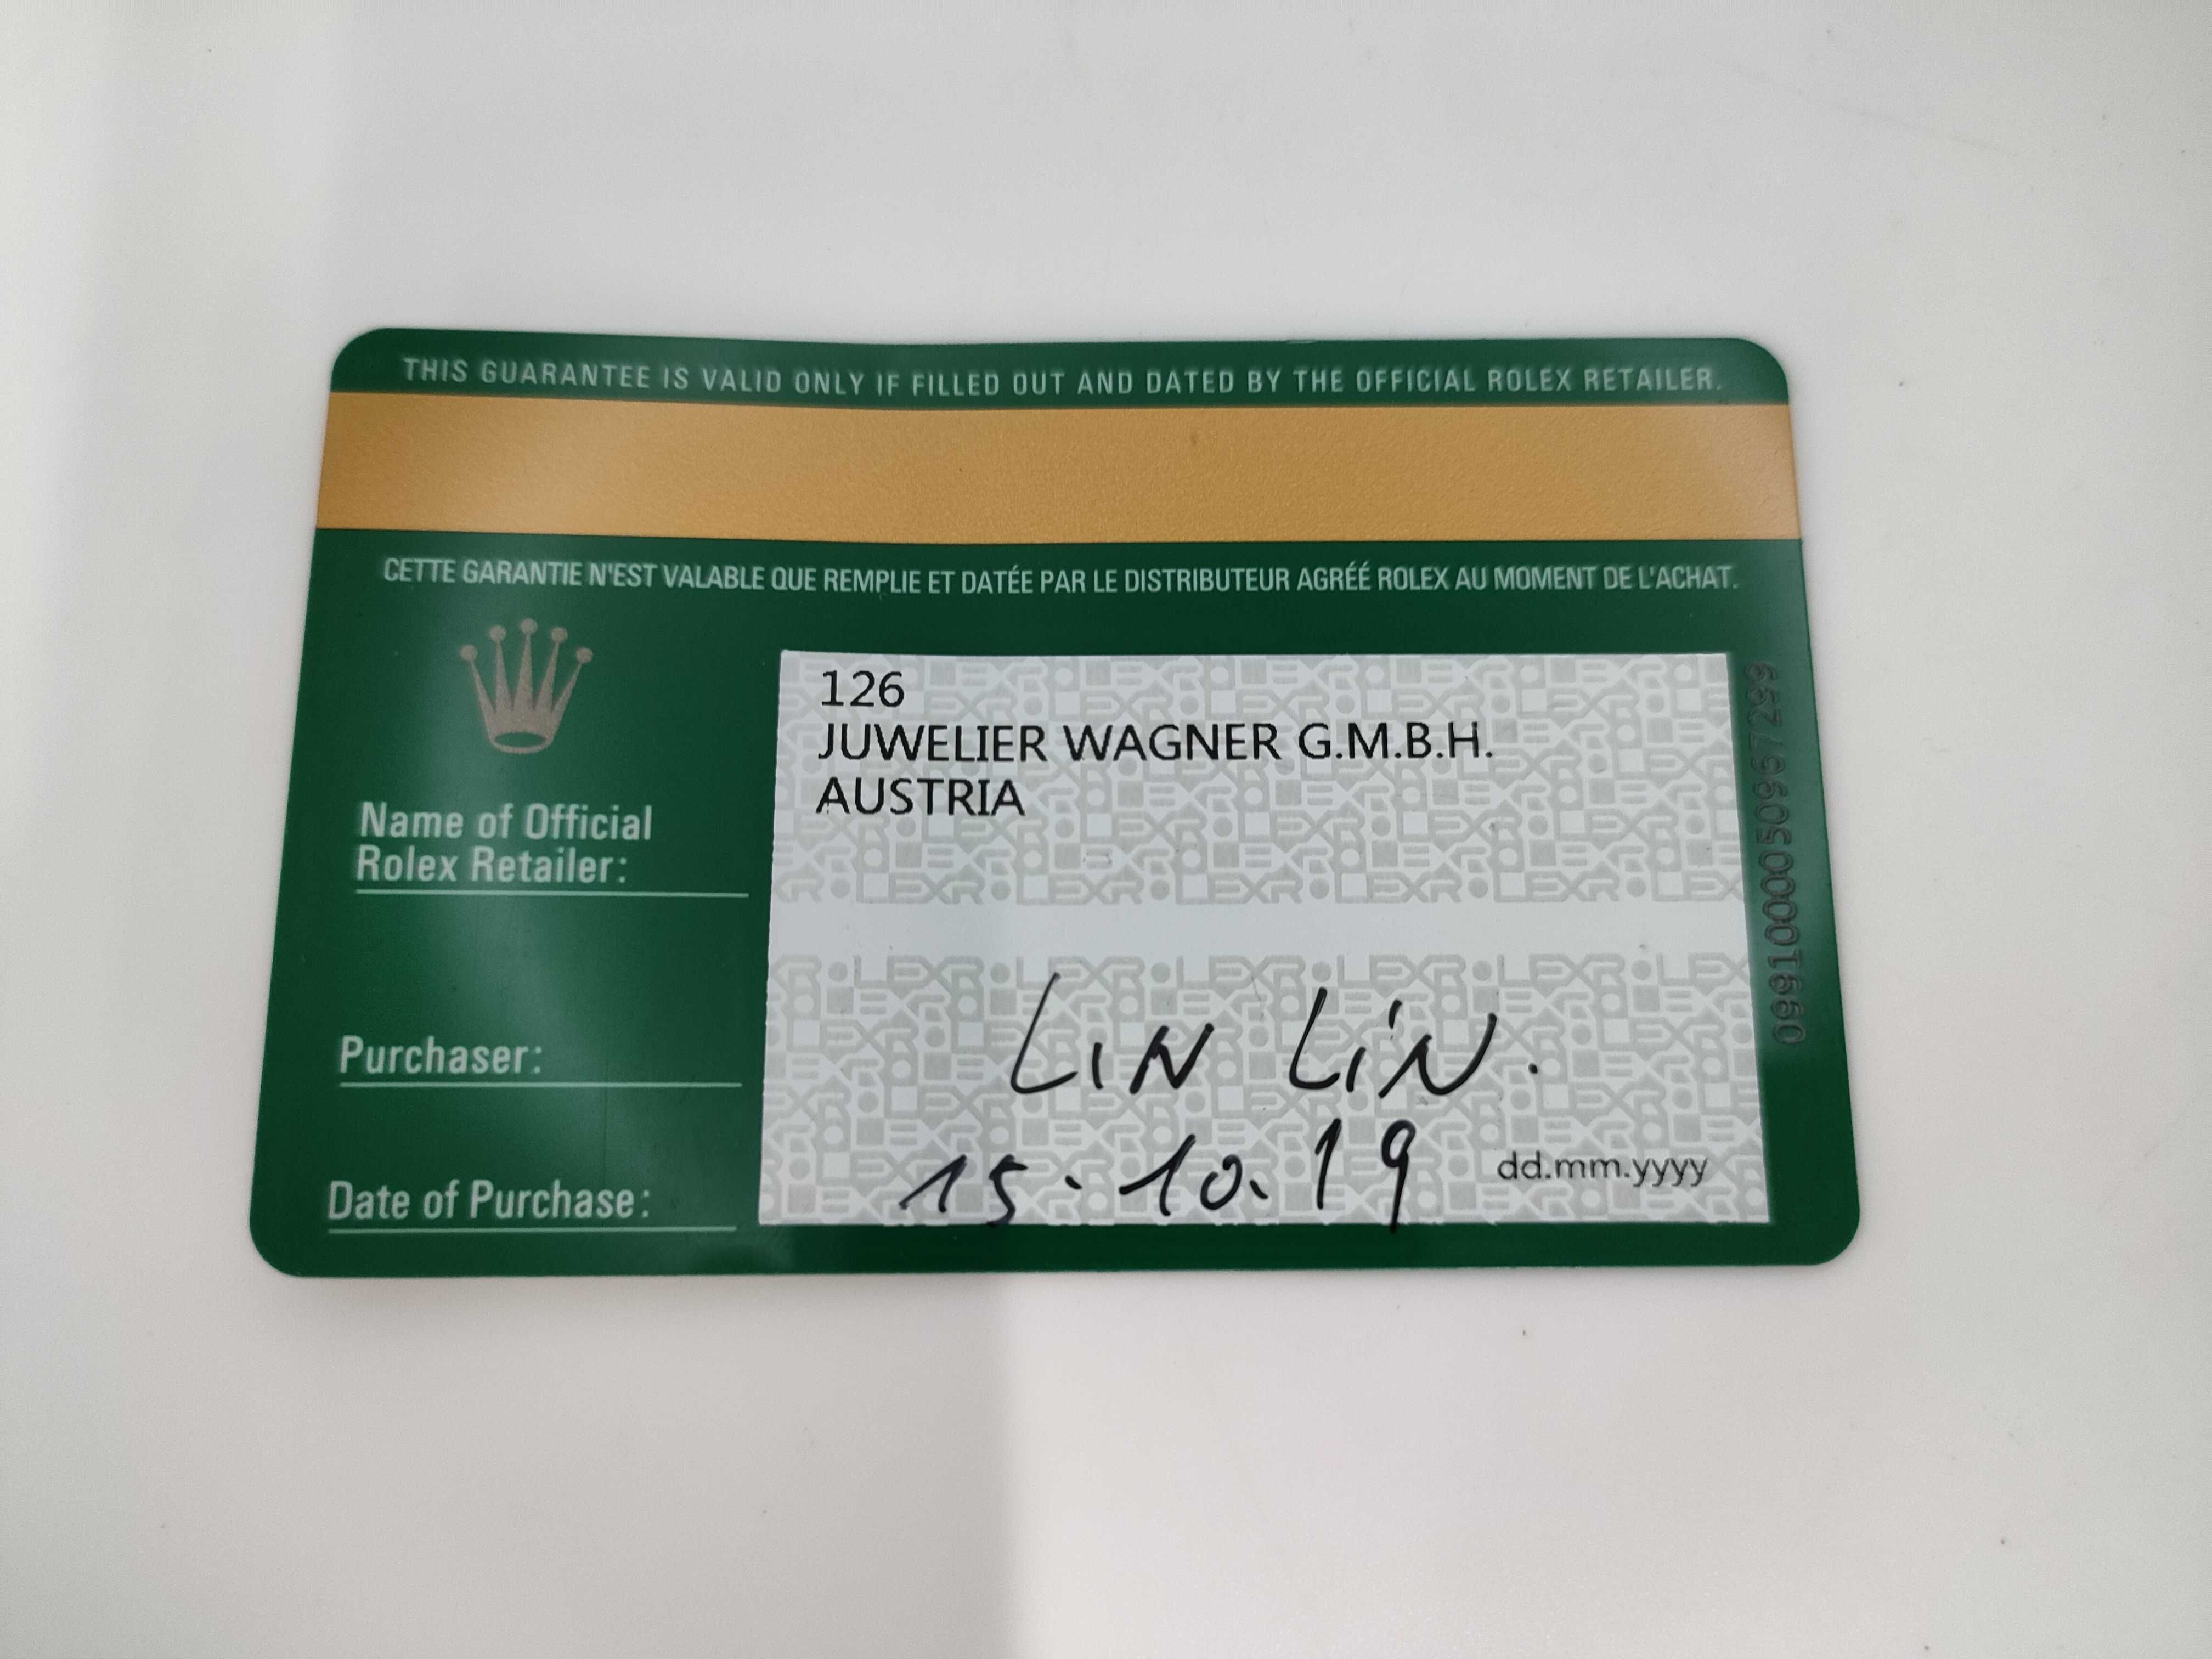 THIS GUARANTEE IS VALID ONLY IF FILLED OUT AND DATED BY THE OFFICIAL ROLEX RETAILER.
CETTE GARANTIE N'EST VALABLE QUE REMPLIE ET DATÉE PAR LE DISTRIBUTEUR AGRÉÉ ROLEX AU MOMENT DE L'ACHAT.
126
JUWELIER WAGNER G.M.B.H.
AUSTRIA
Name of Official
Rolex Retailer:
Purchaser: LIN LIN.
Date of Purchase: 15.10.19 dd.mm.yyyy